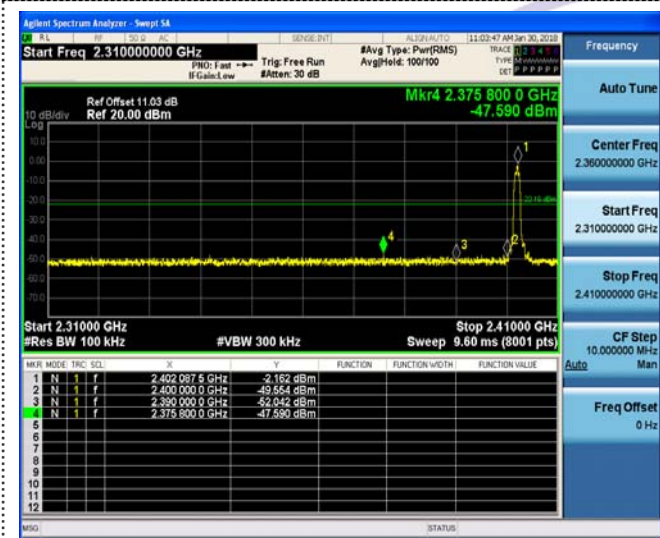 Agilent Spectrum Analyzer - Swept SA
RL RF 50 Ω AC SENSE:INT ALIGNAUTO 11:03:47 AM Jan 30, 2018
Start Freq 2.310000000 GHz
PNO: Fast
IFGain:Low
Trig: Free Run
#Atten: 30 dB
#Avg Type: Pwr(RMS)
Avg|Hold: 100/100
TRACE 1 2 3 4 5 6
TYPE M
DET P P P P P P
Mkr4 2.375 800 0 GHz
-47.590 dBm
Ref Offset 11.03 dB
10 dB/div Ref 20.00 dBm
Log
10.0
0.00
-10.0
-20.0
-30.0
-40.0
-50.0
-60.0
-70.0
1
2
3
4
Start 2.31000 GHz Stop 2.41000 GHz
#Res BW 100 kHz #VBW 300 kHz Sweep 9.60 ms (8001 pts)
MKR MODE TRC SCL X Y FUNCTION FUNCTION WIDTH FUNCTION VALUE
1 N 1 f 2.402 087 5 GHz -2.162 dBm
2 N 1 f 2.400 000 0 GHz -49.554 dBm
3 N 1 f 2.390 000 0 GHz -52.042 dBm
4 N 1 f 2.375 800 0 GHz -47.590 dBm
5
6
7
8
9
10
11
12
MSG STATUS
Frequency
Auto Tune
Center Freq
2.360000000 GHz
Start Freq
2.310000000 GHz
Stop Freq
2.410000000 GHz
CF Step
10.000000 MHz
Auto Man
Freq Offset
0 Hz